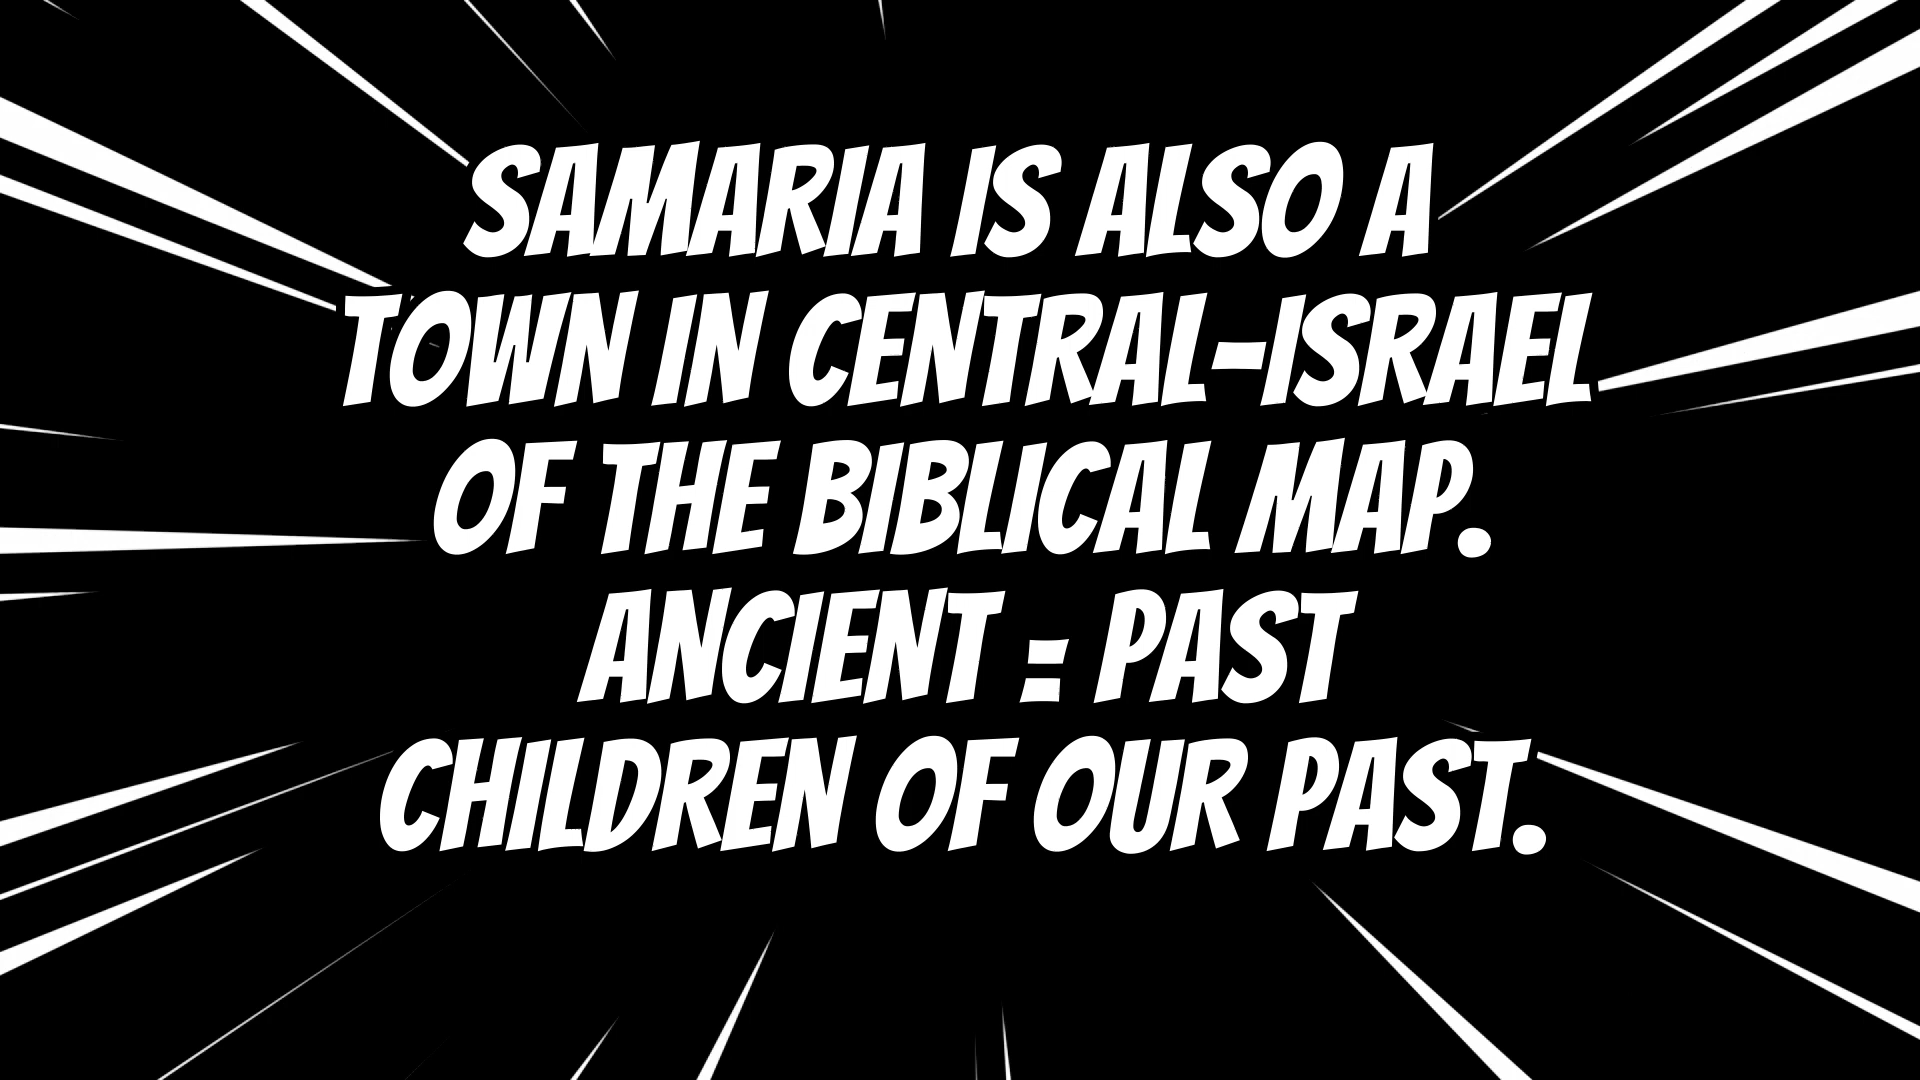 SAMARIA IS ALSO A
TOWN IN CENTRAL-ISRAEL
OF THE BIBLICAL MAP.
ANCIENT = PAST
CHILDREN OF OUR PAST.